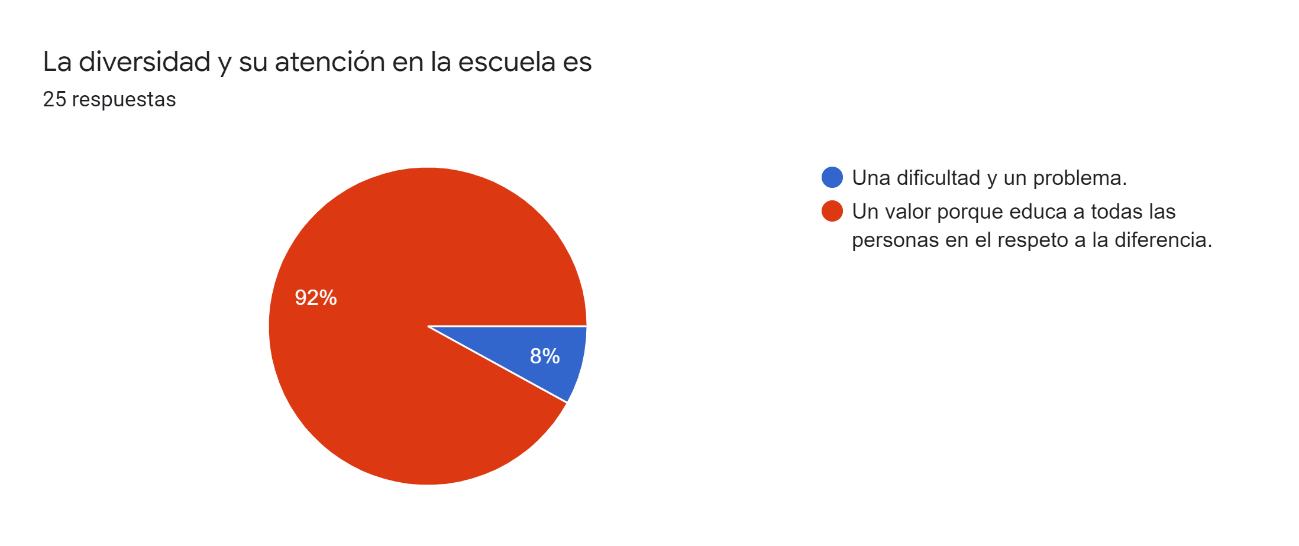 La diversidad y su atención en la escuela es
25 respuestas
Una dificultad y un problema.
Un valor porque educa a todas las
personas en el respeto a la diferencia.
92%
8%